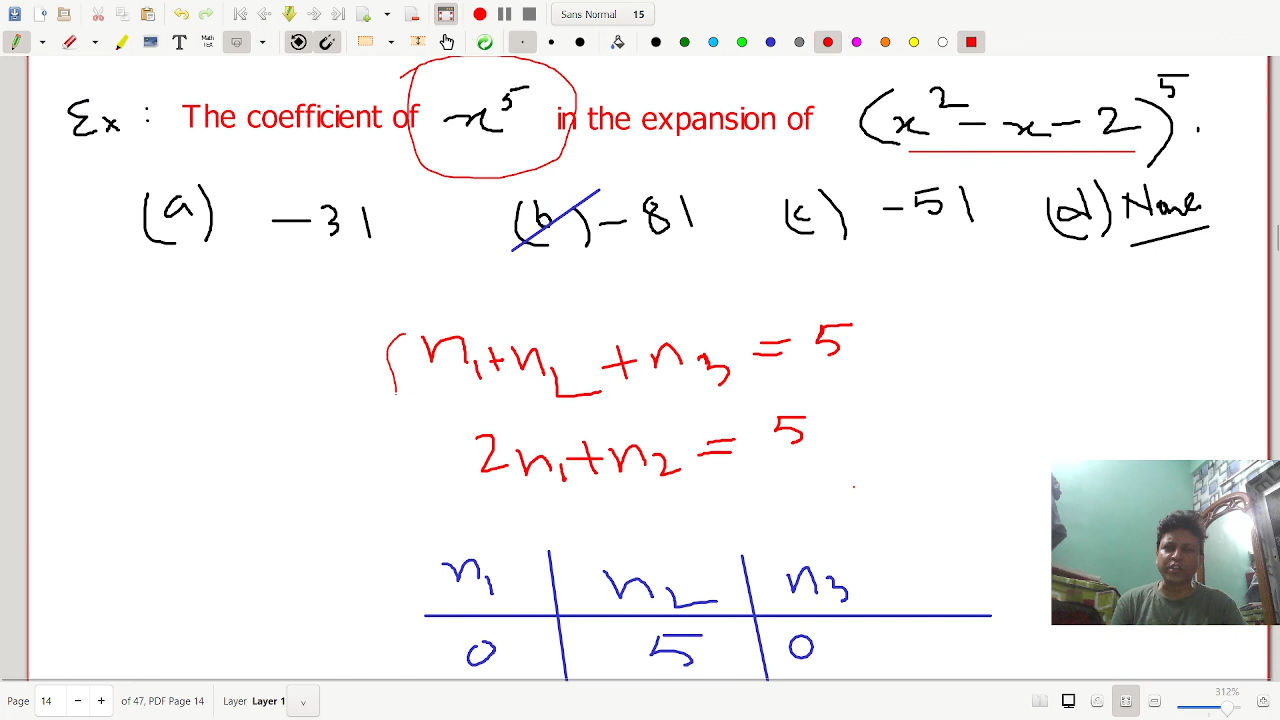 Sans Normal 15
Ex : The coefficient of x^5 in the expansion of (x^2 - x - 2)^5.
(a) -31 (b) -81 (c) -51 (d) None
n1+n2+n3 = 5
2n1+n2 = 5
n1 n2 n3
0 5 0
Page 14 of 47, PDF Page 14 Layer Layer 1 312%